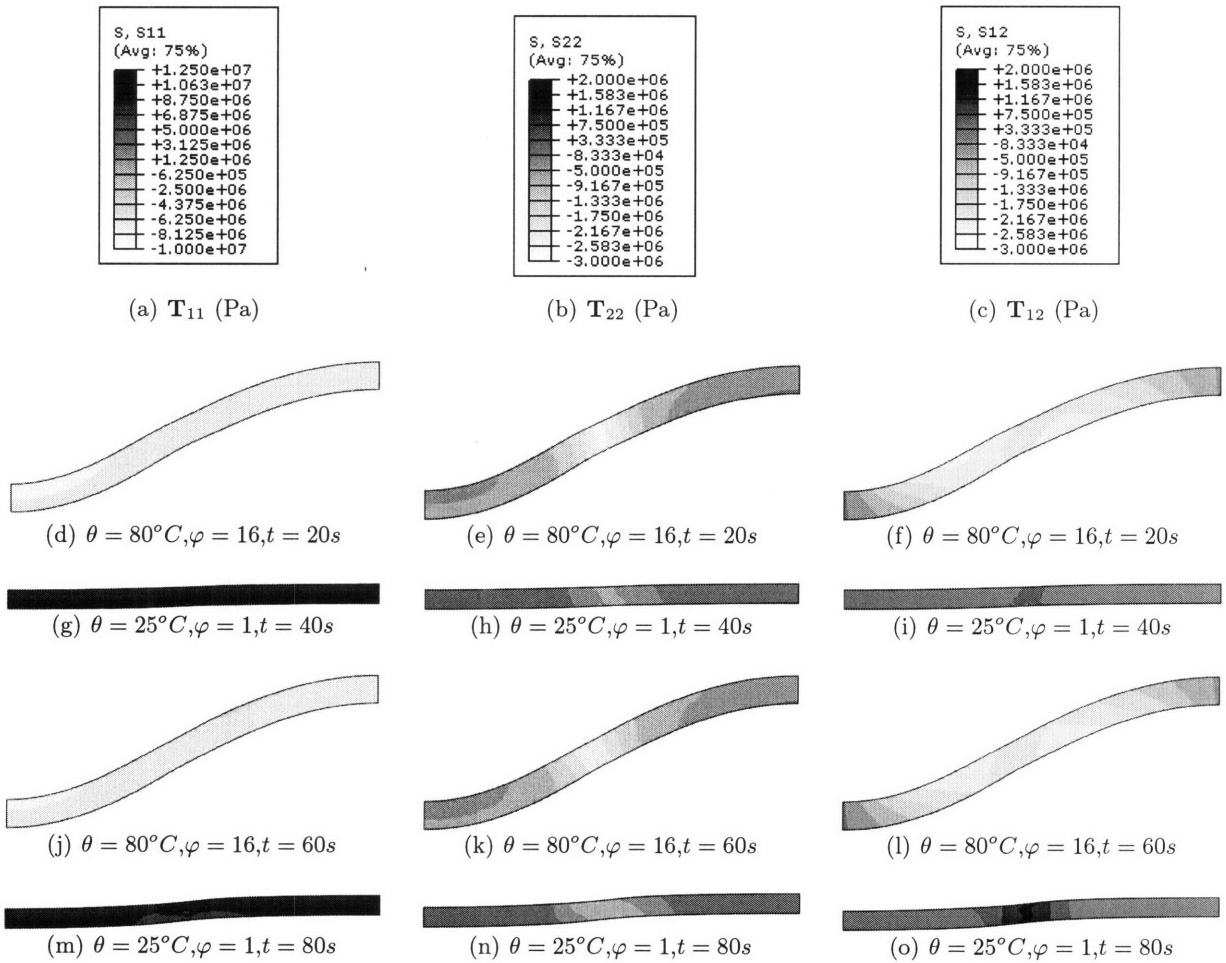 S, S11
(Avg: 75%)
+1.250e+07
+1.063e+07
+8.750e+06
+6.875e+06
+5.000e+06
+3.125e+06
+1.250e+06
-6.250e+05
-2.500e+06
-4.375e+06
-6.250e+06
-8.125e+06
-1.000e+07
S, S22
(Avg: 75%)
+2.000e+06
+1.583e+06
+1.167e+06
+7.500e+05
+3.333e+05
-8.333e+04
-5.000e+05
-9.167e+05
-1.333e+06
-1.750e+06
-2.167e+06
-2.583e+06
-3.000e+06
S, S12
(Avg: 75%)
+2.000e+06
+1.583e+06
+1.167e+06
+7.500e+05
+3.333e+05
-8.333e+04
-5.000e+05
-9.167e+05
-1.333e+06
-1.750e+06
-2.167e+06
-2.583e+06
-3.000e+06
(a) T₁₁ (Pa)
(b) T₂₂ (Pa)
(c) T₁₂ (Pa)
(d) θ = 80°C,φ = 16,t = 20s
(e) θ = 80°C,φ = 16,t = 20s
(f) θ = 80°C,φ = 16,t = 20s
(g) θ = 25°C,φ = 1,t = 40s
(h) θ = 25°C,φ = 1,t = 40s
(i) θ = 25°C,φ = 1,t = 40s
(j) θ = 80°C,φ = 16,t = 60s
(k) θ = 80°C,φ = 16,t = 60s
(l) θ = 80°C,φ = 16,t = 60s
(m) θ = 25°C,φ = 1,t = 80s
(n) θ = 25°C,φ = 1,t = 80s
(o) θ = 25°C,φ = 1,t = 80s